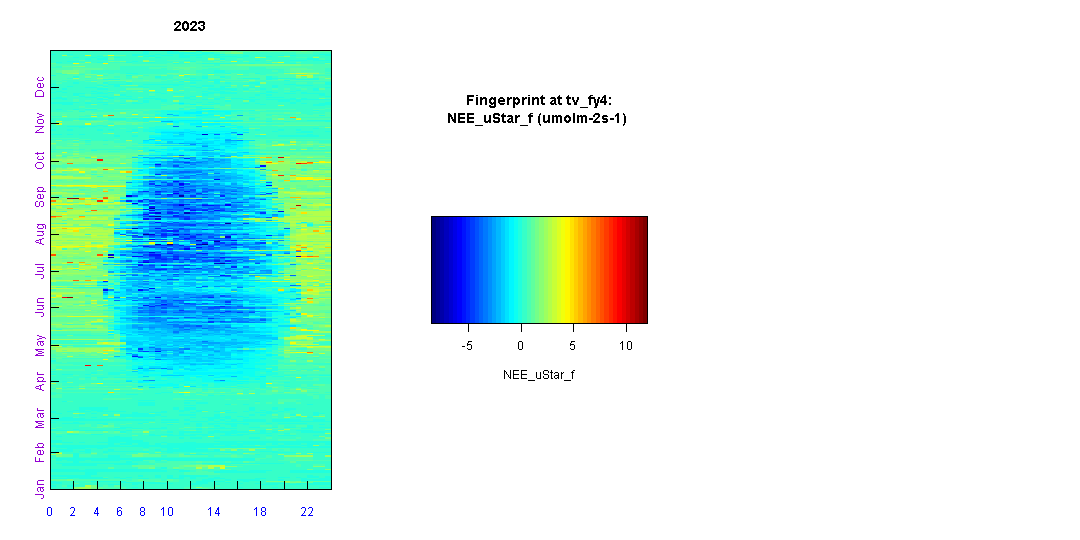 2023
Dec
Nov
Oct
Sep
Aug
Jul
Jun
May
Apr
Mar
Feb
Jan
0 2 4 6 8 10 14 18 22
Fingerprint at tv_fy4:
NEE_uStar_f (umolm-2s-1)
-5 0 5 10
NEE_uStar_f